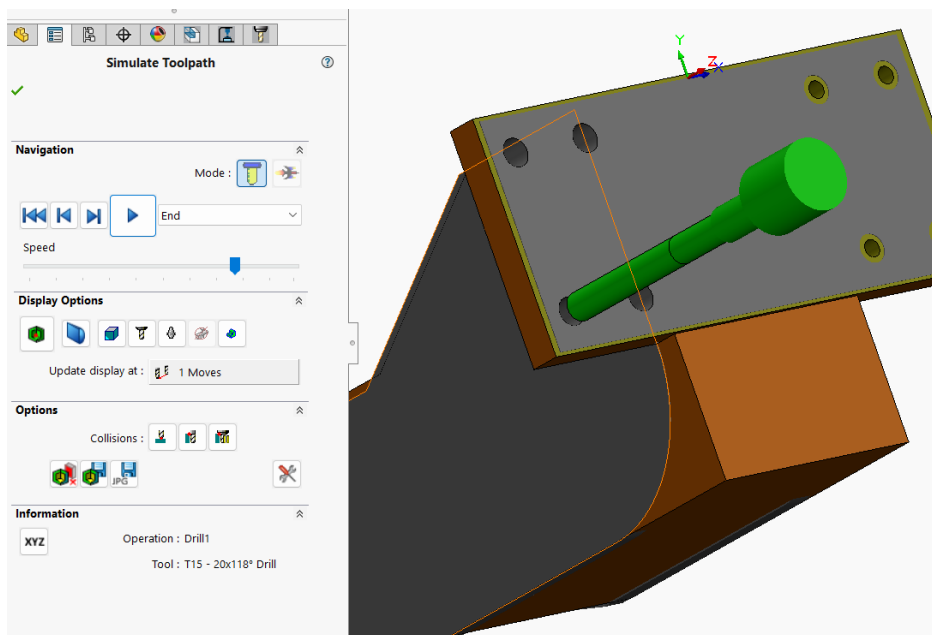 Simulate Toolpath
Navigation
Mode :
End
Speed
Display Options
Update display at : 1 Moves
Options
Collisions :
JPG
Information
XYZ
Operation : Drill1
Tool : T15 - 20x118° Drill
Y
Z
X